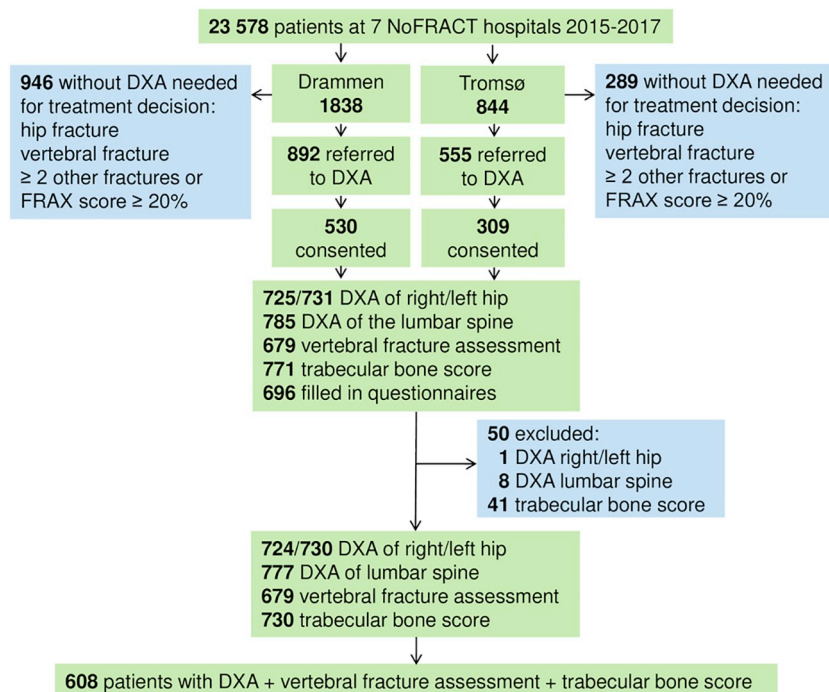 23 578 patients at 7 NoFRACT hospitals 2015-2017
946 without DXA needed
for treatment decision:
hip fracture
vertebral fracture
≥ 2 other fractures or
FRAX score ≥ 20%
Drammen
1838
Tromsø
844
289 without DXA needed
for treatment decision:
hip fracture
vertebral fracture
≥ 2 other fractures or
FRAX score ≥ 20%
892 referred
to DXA
555 referred
to DXA
530
consented
309
consented
725/731 DXA of right/left hip
785 DXA of the lumbar spine
679 vertebral fracture assessment
771 trabecular bone score
696 filled in questionnaires
50 excluded:
1 DXA right/left hip
8 DXA lumbar spine
41 trabecular bone score
724/730 DXA of right/left hip
777 DXA of lumbar spine
679 vertebral fracture assessment
730 trabecular bone score
608 patients with DXA + vertebral fracture assessment + trabecular bone score